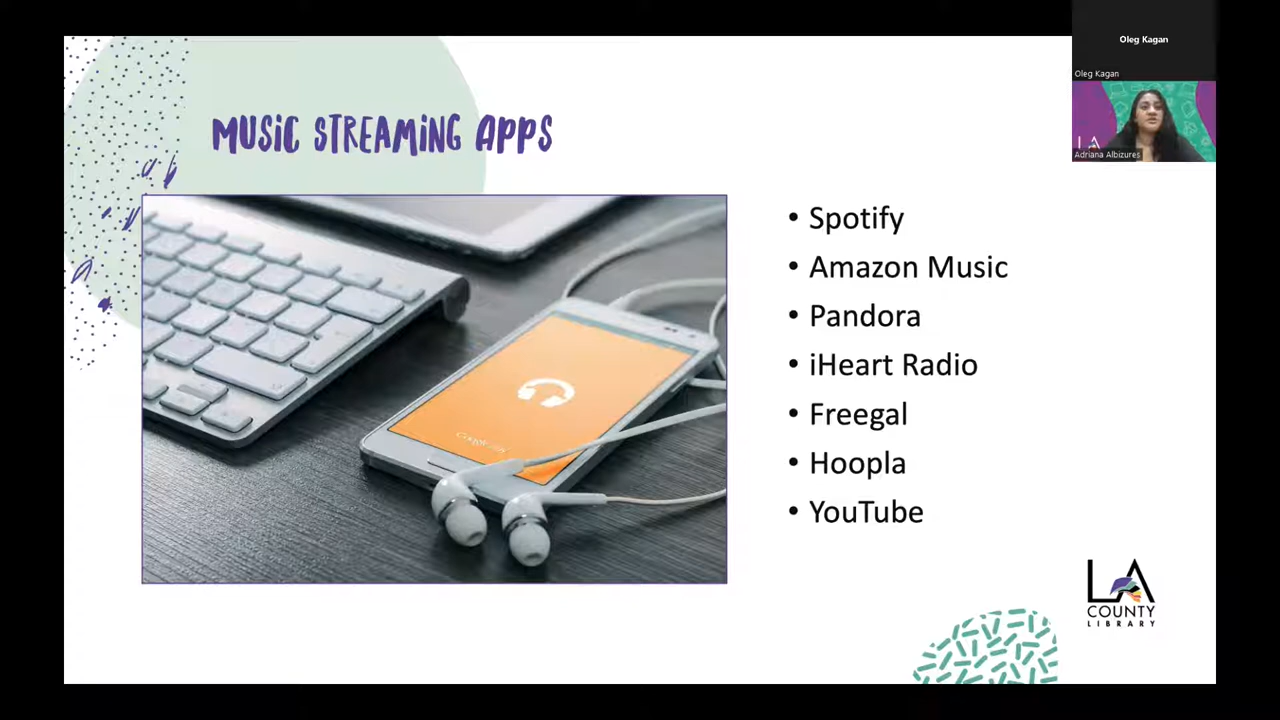 Oleg Kagan
Oleg Kagan
LA
Adriana Albizures
MUSIC STREAMING APPS
• Spotify
• Amazon Music
• Pandora
• iHeart Radio
• Freegal
• Hoopla
• YouTube
LA
COUNTY
LIBRARY